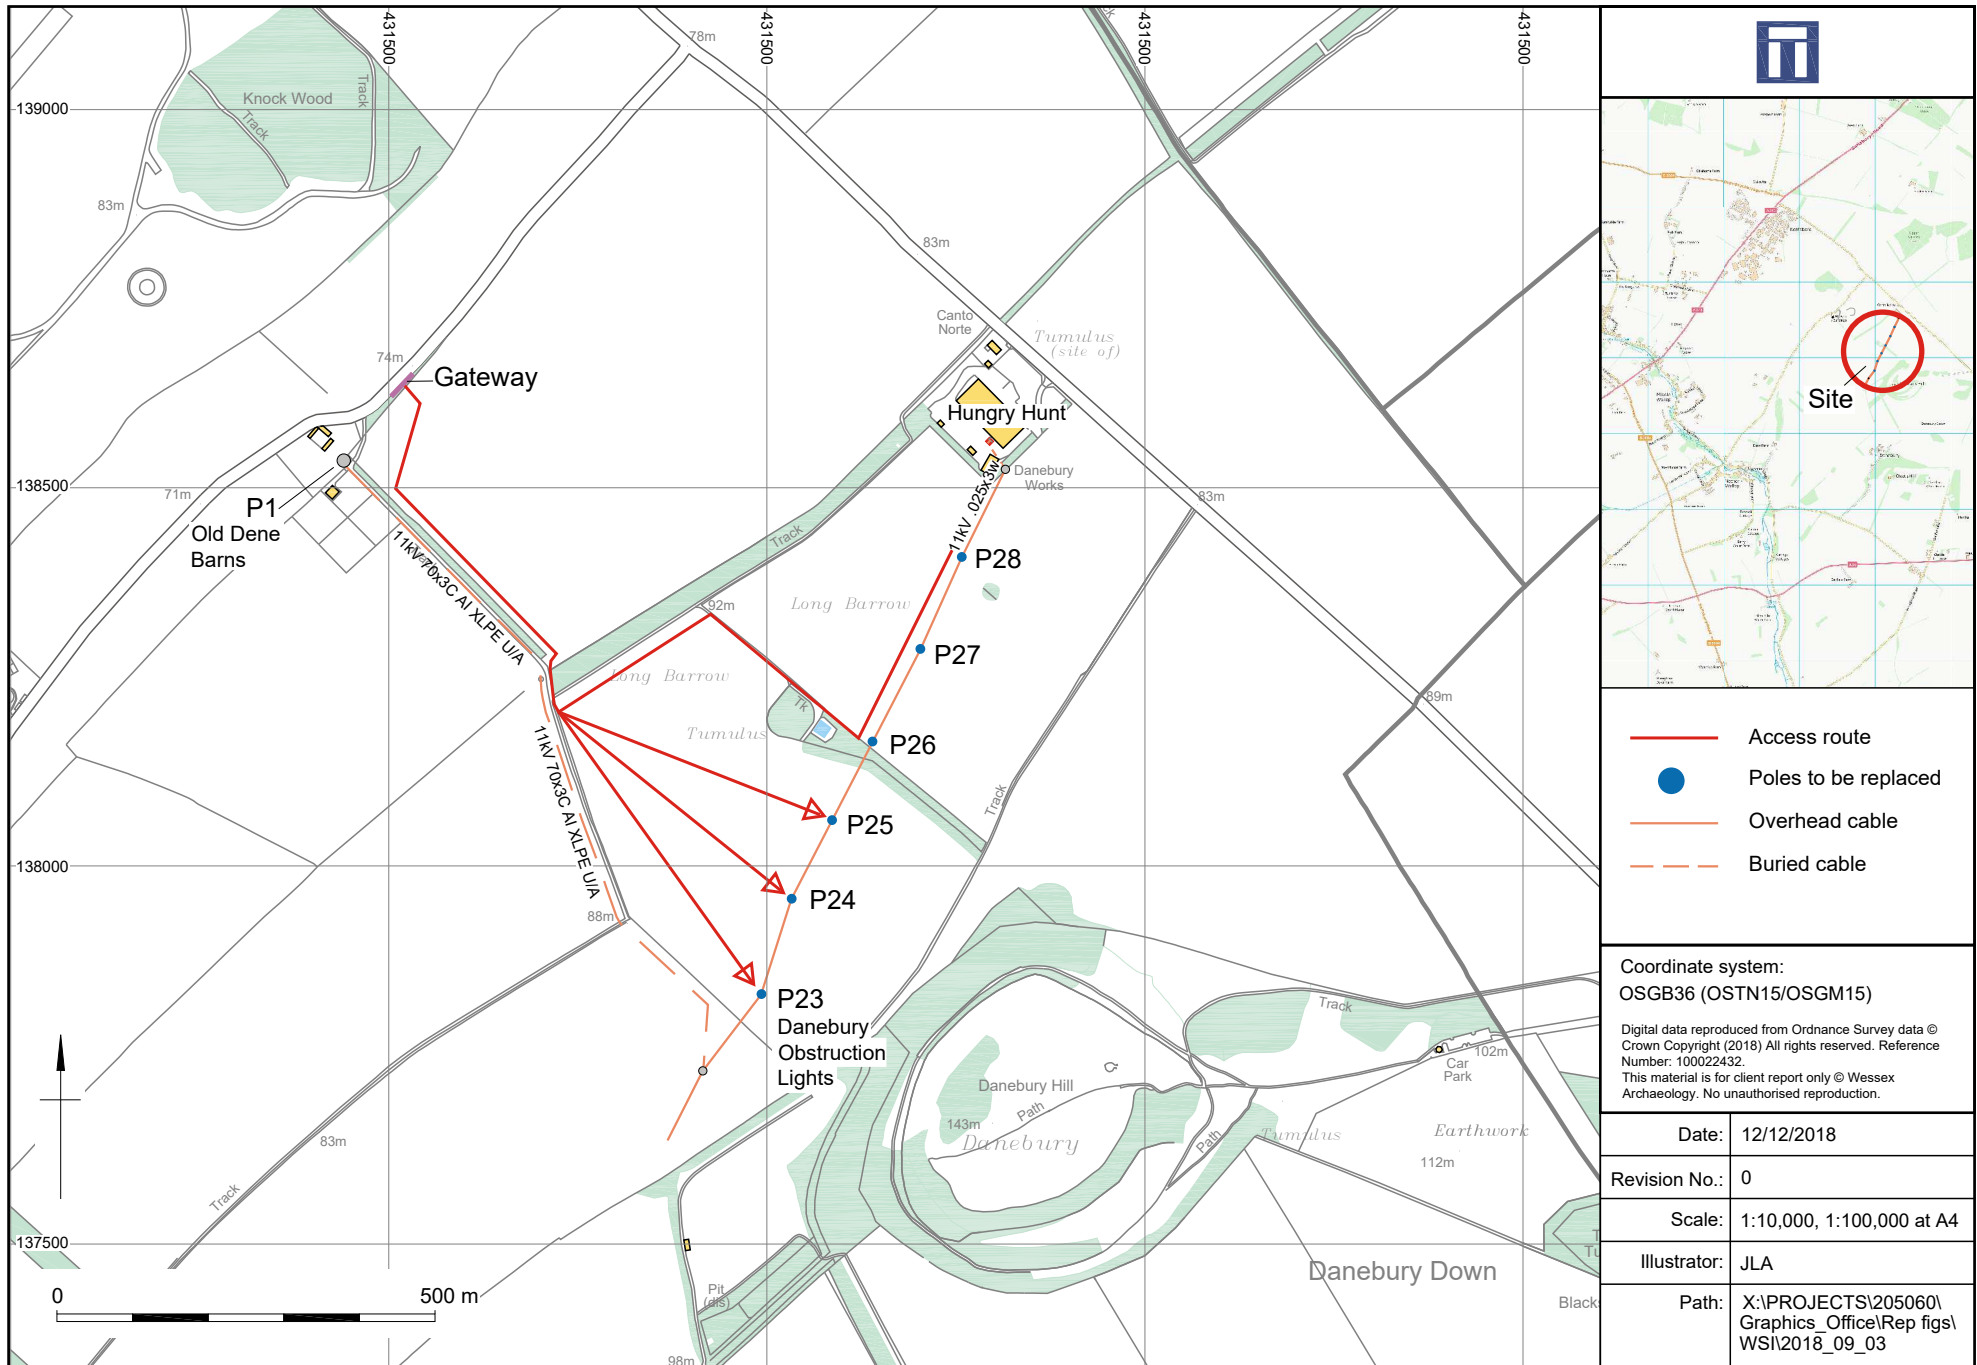 431500
431500
431500
431500
78m
Track
Knock Wood
139000
Track
83m
83m
Canto
Norte
Tumulus
(site of)
74m
Gateway
Hungry Hunt
Danebury
Works
138500
71m
83m
P1
Old Dene
Barns
Track
11kV .025x3w
11kV 70x3C Al XLPE U/A
P28
92m
Long Barrow
P27
Long Barrow
89m
Tk
Tumulus
P26
11kV 70x3C Al XLPE U/A
Track
P25
138000
P24
88m
P23
Danebury
Obstruction
Lights
Track
102m
Car
Park
Danebury Hill
Path
143m
Danebury
Path
Tumulus
Earthwork
112m
83m
Track
137500
Danebury Down
Pit
(dis)
Blacks
98m
0
500 m
Site
Access route
Poles to be replaced
Overhead cable
Buried cable
Coordinate system:
OSGB36 (OSTN15/OSGM15)
Digital data reproduced from Ordnance Survey data ©
Crown Copyright (2018) All rights reserved. Reference
Number: 100022432.
This material is for client report only © Wessex
Archaeology. No unauthorised reproduction.
Date: 12/12/2018
Revision No.: 0
Scale: 1:10,000, 1:100,000 at A4
Illustrator: JLA
Path: X:\PROJECTS\205060\
Graphics_Office\Rep figs\
WSI\2018_09_03